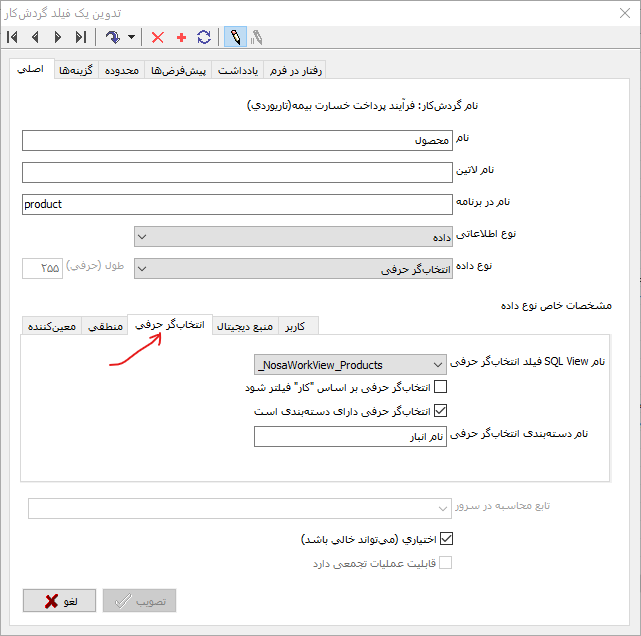 تدوین یک فیلد گردش‌کار
اصلی گزینه‌ها محدوده پیش‌فرض‌ها یادداشت رفتار در فرم
نام گردش‌کار: فرآیند پرداخت خسارت بیمه(تاریوردي)
نام محصول
نام لاتین
نام در برنامه product
نوع اطلاعاتی داده
نوع داده انتخاب‌گر حرفی طول (حرفی) ۲۵۵
مشخصات خاص نوع داده
معین‌کننده منطقی انتخاب‌گر حرفی منبع دیجیتال کاربر
نام SQL View فیلد انتخاب‌گر حرفی _NosaWorkView_Products
انتخاب‌گر حرفی بر اساس "کار" فیلتر شود
انتخاب‌گر حرفی دارای دسته‌بندی است
نام دسته‌بندی انتخاب‌گر حرفی نام انبار
تابع محاسبه در سرور
اختیاري (می‌تواند خالی باشد)
قابلیت عملیات تجمعی دارد
لغو تصویب